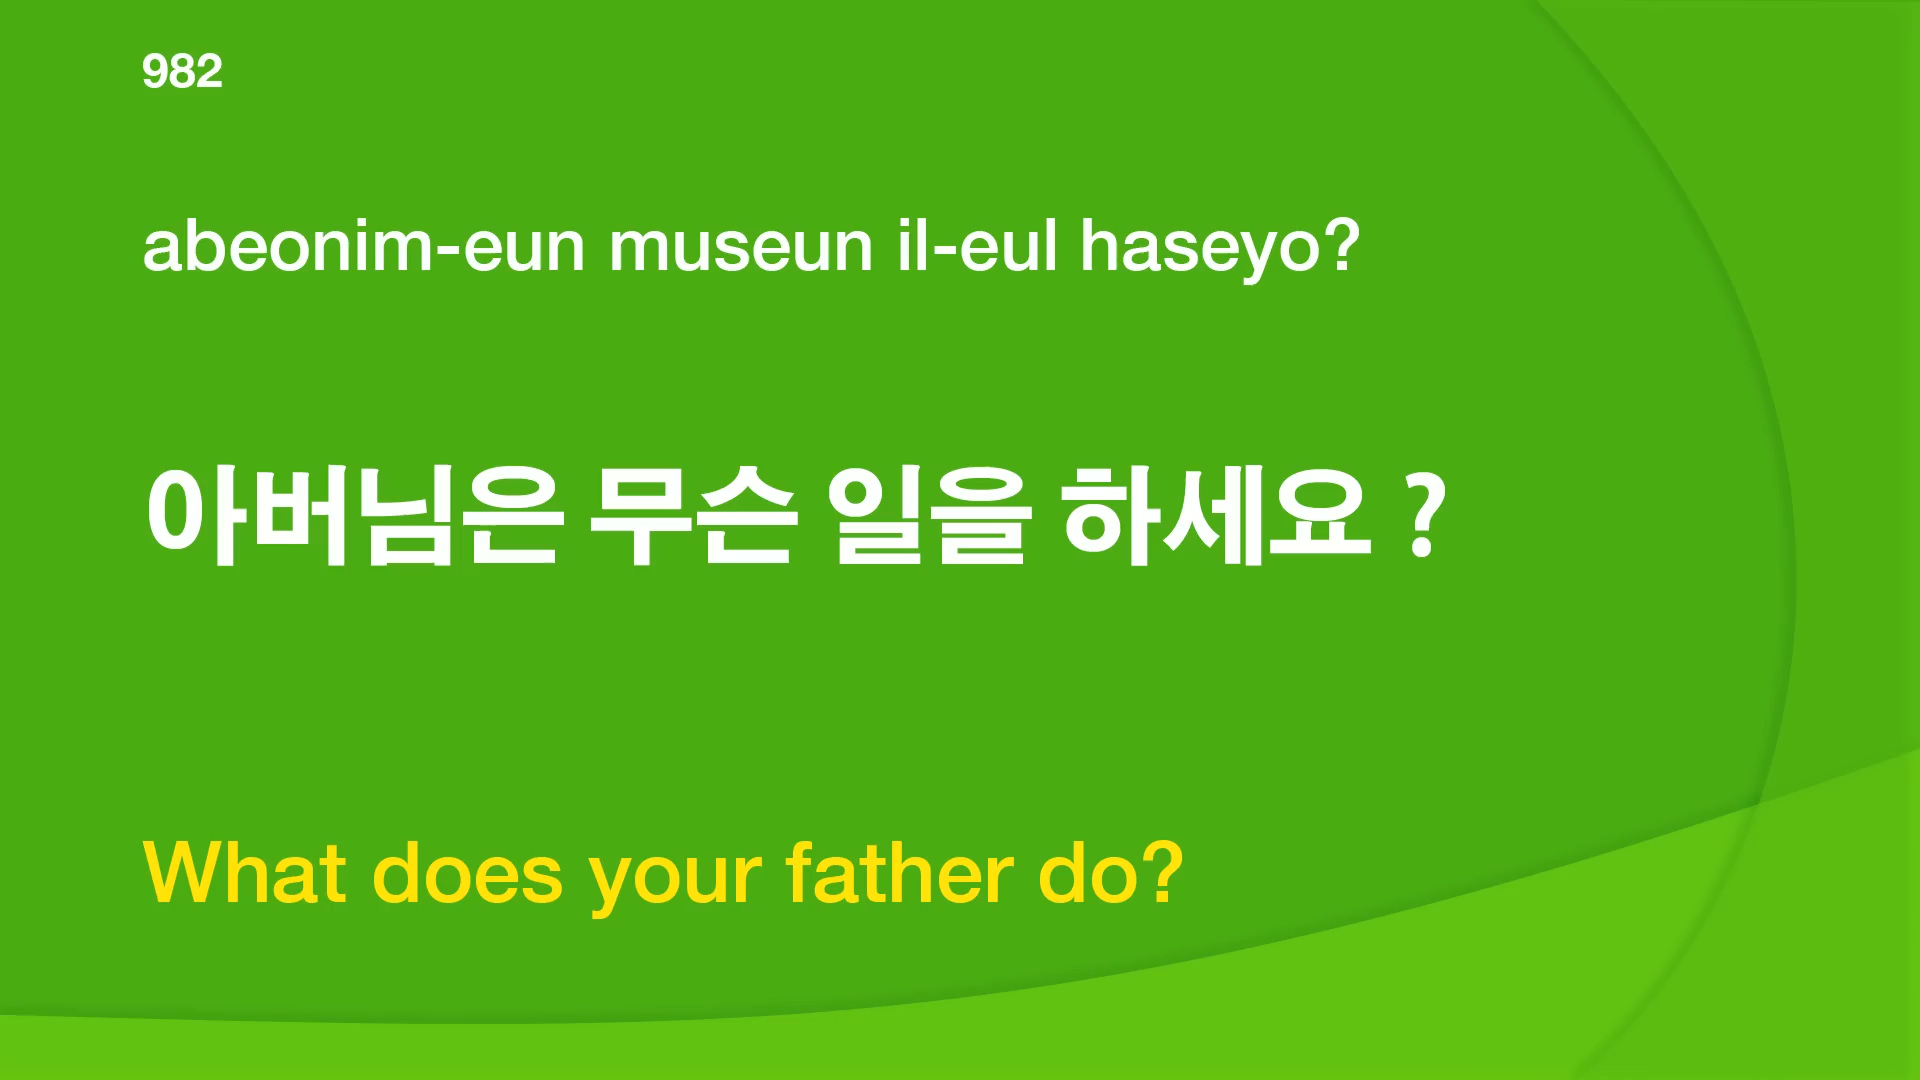 982
abeonim-eun museun il-eul haseyo?
아버님은 무슨 일을 하세요 ?
What does your father do?